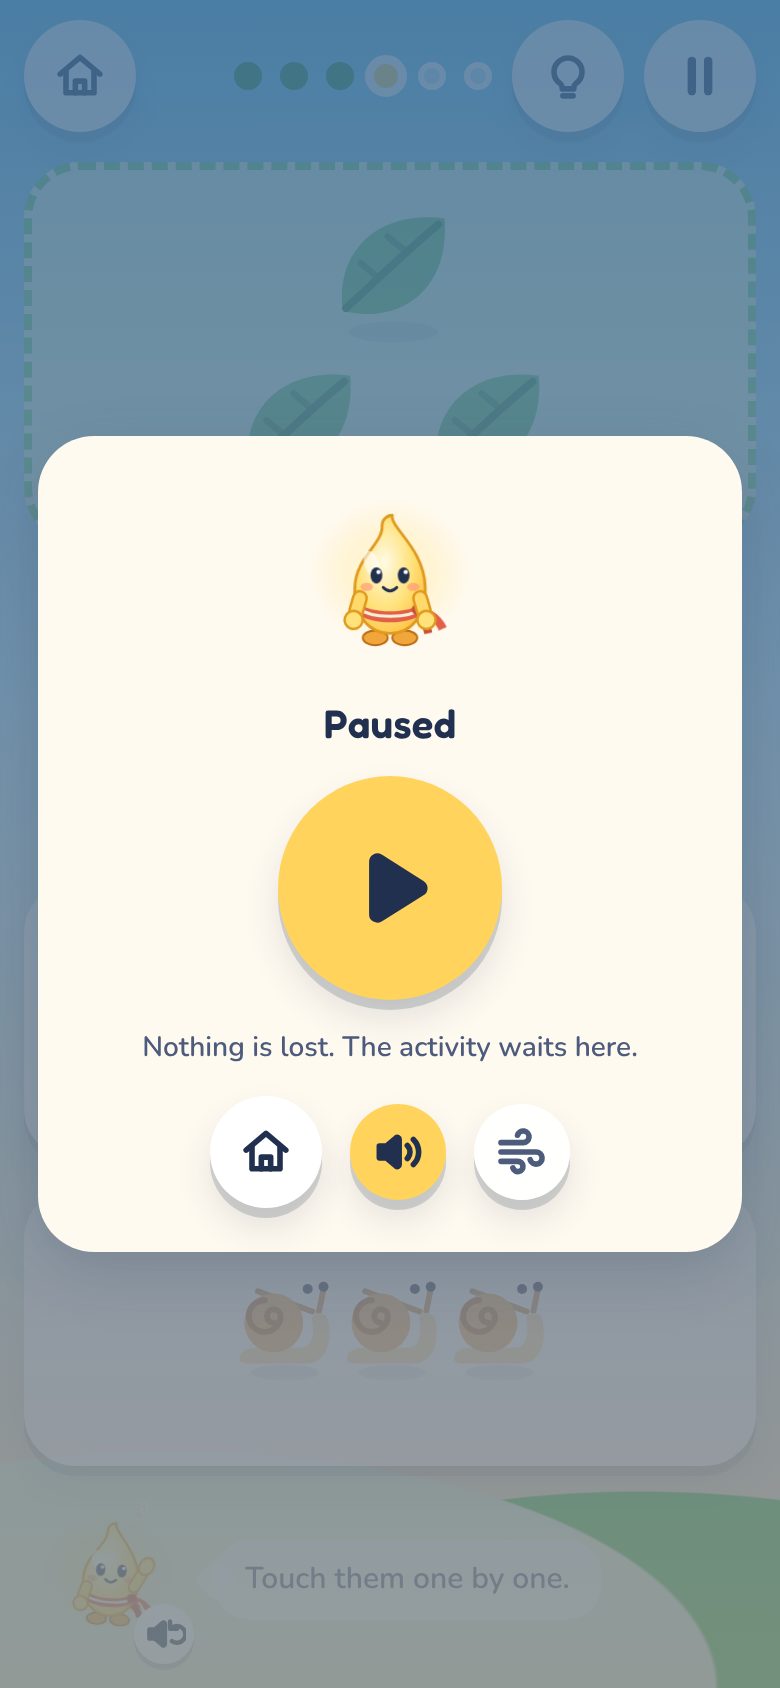 Paused
Nothing is lost. The activity waits here.
Touch them one by one.